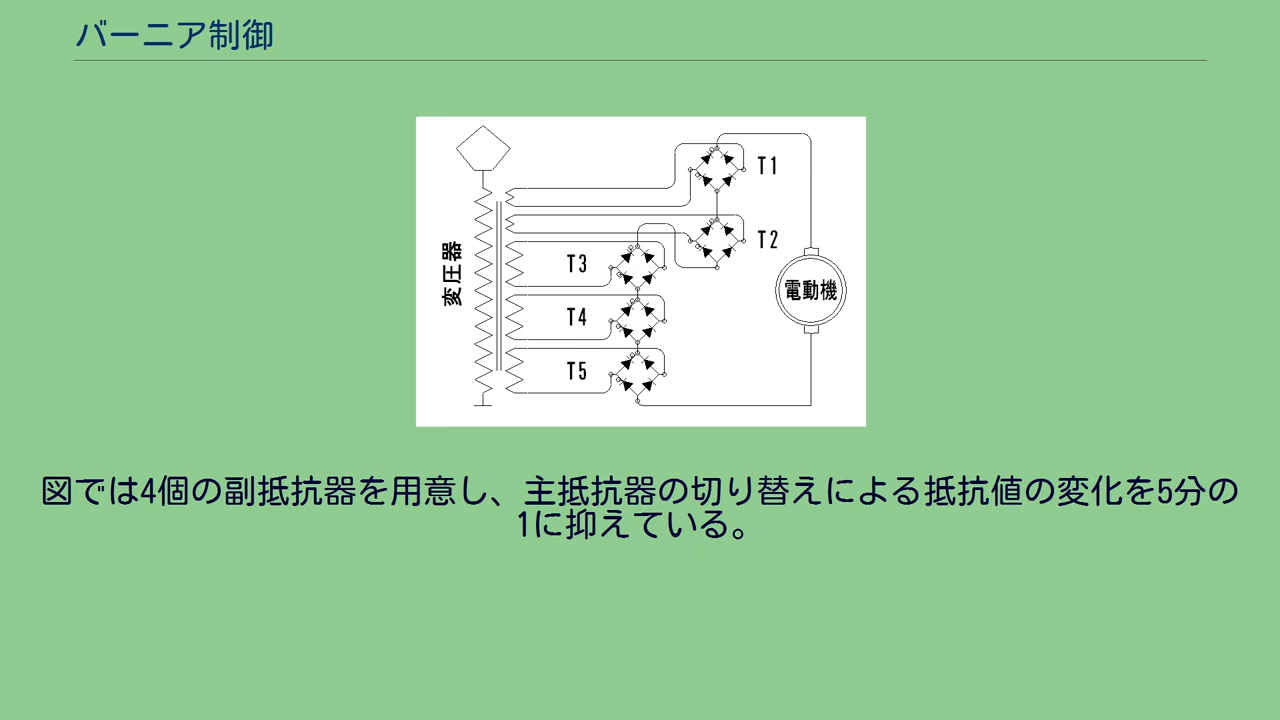 バーニア制御
T1
T2
変圧器
T3
電動機
T4
T5
図では4個の副抵抗器を用意し、主抵抗器の切り替えによる抵抗値の変化を5分の
1に抑えている。